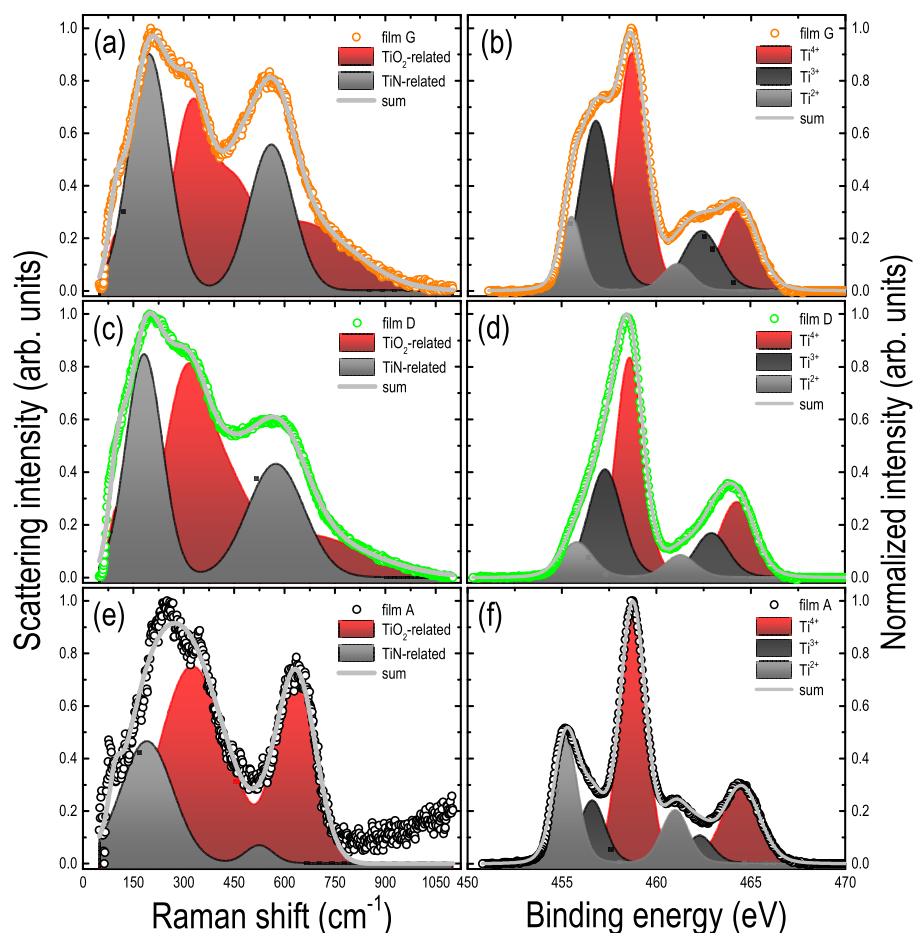 (a)
film G
TiO₂-related
TiN-related
sum
1.0
0.8
0.6
0.4
0.2
0.0
(b)
film G
Ti⁴⁺
Ti³⁺
Ti²⁺
sum
1.0
0.8
0.6
0.4
0.2
0.0
(c)
film D
TiO₂-related
TiN-related
sum
1.0
0.8
0.6
0.4
0.2
0.0
(d)
film D
Ti⁴⁺
Ti³⁺
Ti²⁺
sum
1.0
0.8
0.6
0.4
0.2
0.0
(e)
film A
TiO₂-related
TiN-related
sum
1.0
0.8
0.6
0.4
0.2
0.0
(f)
film A
Ti⁴⁺
Ti³⁺
Ti²⁺
sum
1.0
0.8
0.6
0.4
0.2
0.0
0 150 300 450 600 750 900 1050
450 455 460 465 470
Raman shift (cm⁻¹)
Binding energy (eV)
Scattering intensity (arb. units)
Normalized intensity (arb. units)